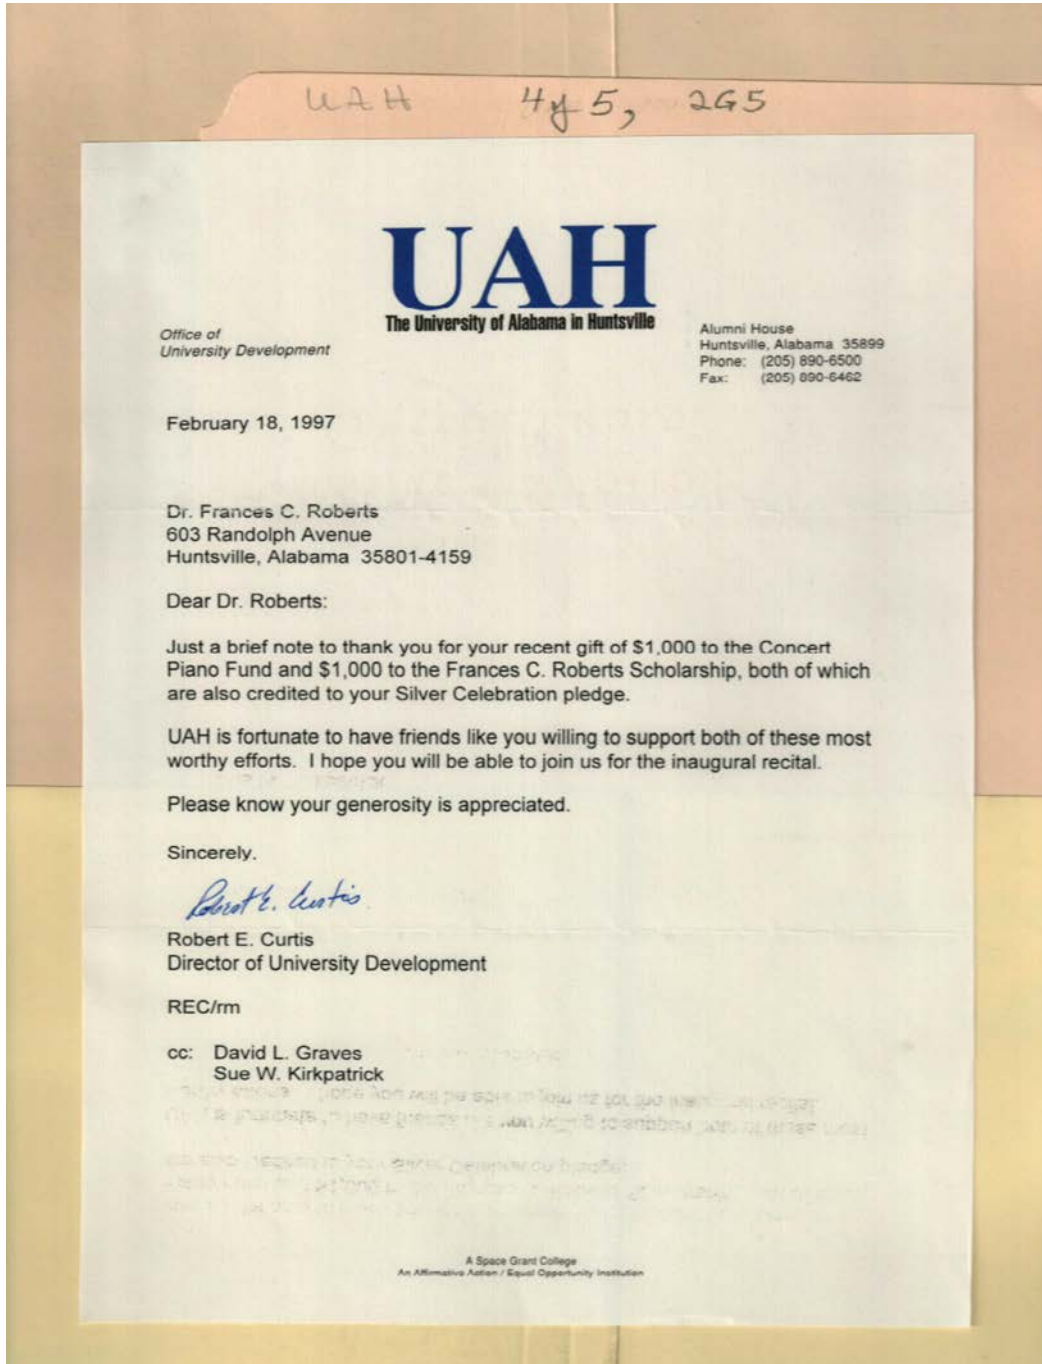 UAH 4y5, 2G5
UAH
The University of Alabama in Huntsville
Office of
University Development
Alumni House
Huntsville, Alabama 35899
Phone: (205) 890-6500
Fax: (205) 890-6462
February 18, 1997
Dr. Frances C. Roberts
603 Randolph Avenue
Huntsville, Alabama 35801-4159
Dear Dr. Roberts:
Just a brief note to thank you for your recent gift of $1,000 to the Concert
Piano Fund and $1,000 to the Frances C. Roberts Scholarship, both of which
are also credited to your Silver Celebration pledge.
UAH is fortunate to have friends like you willing to support both of these most
worthy efforts. I hope you will be able to join us for the inaugural recital.
Please know your generosity is appreciated.
Sincerely.
Robert E. Curtis
Robert E. Curtis
Director of University Development
REC/rm
cc: David L. Graves
Sue W. Kirkpatrick
A Space Grant College
An Affirmative Action / Equal Opportunity Institution